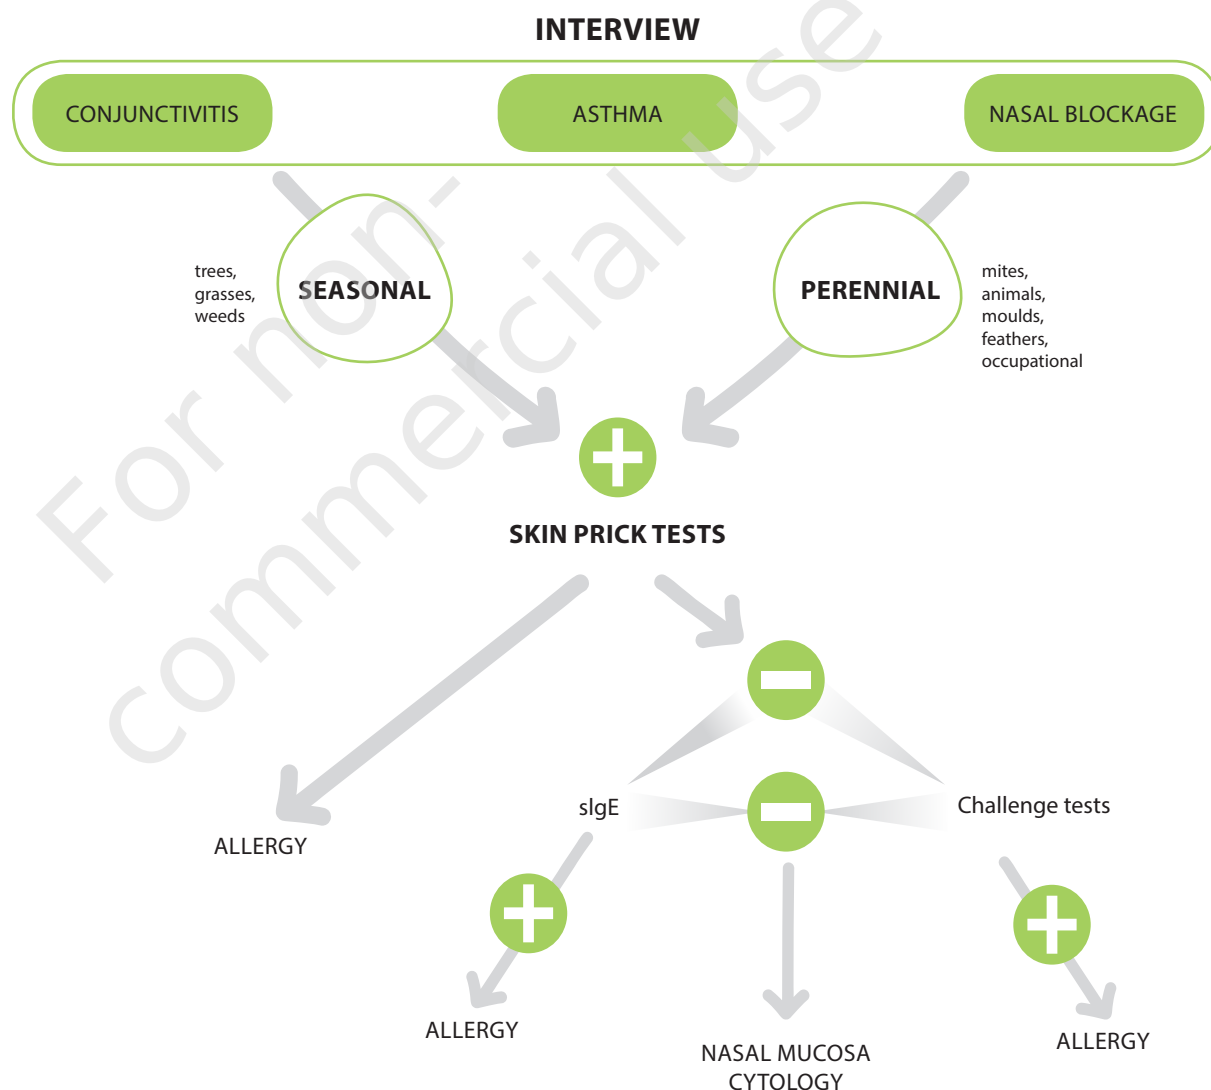 INTERVIEW
CONJUNCTIVITIS
ASTHMA
NASAL BLOCKAGE
trees,
grasses,
weeds
SEASONAL
PERENNIAL
mites,
animals,
moulds,
feathers,
occupational
SKIN PRICK TESTS
sIgE
Challenge tests
ALLERGY
ALLERGY
NASAL MUCOSA
CYTOLOGY
ALLERGY
For non-
commercial use